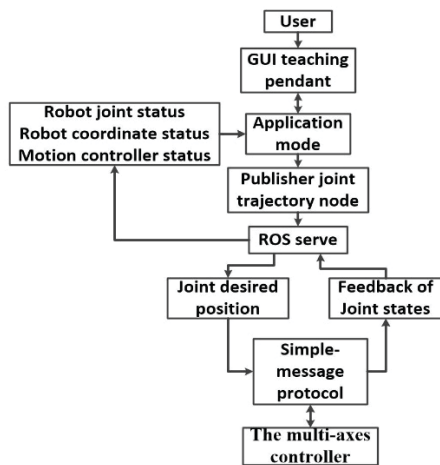 User
GUI teaching
pendant
Robot joint status
Robot coordinate status
Motion controller status
Application
mode
Publisher joint
trajectory node
ROS serve
Joint desired
position
Feedback of
Joint states
Simple-
message
protocol
The multi-axes
controller